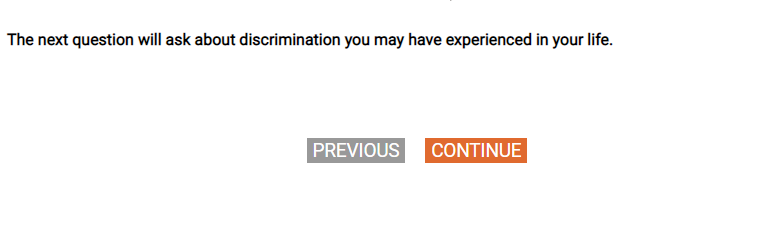 The next question will ask about discrimination you may have experienced in your life.
PREVIOUS CONTINUE